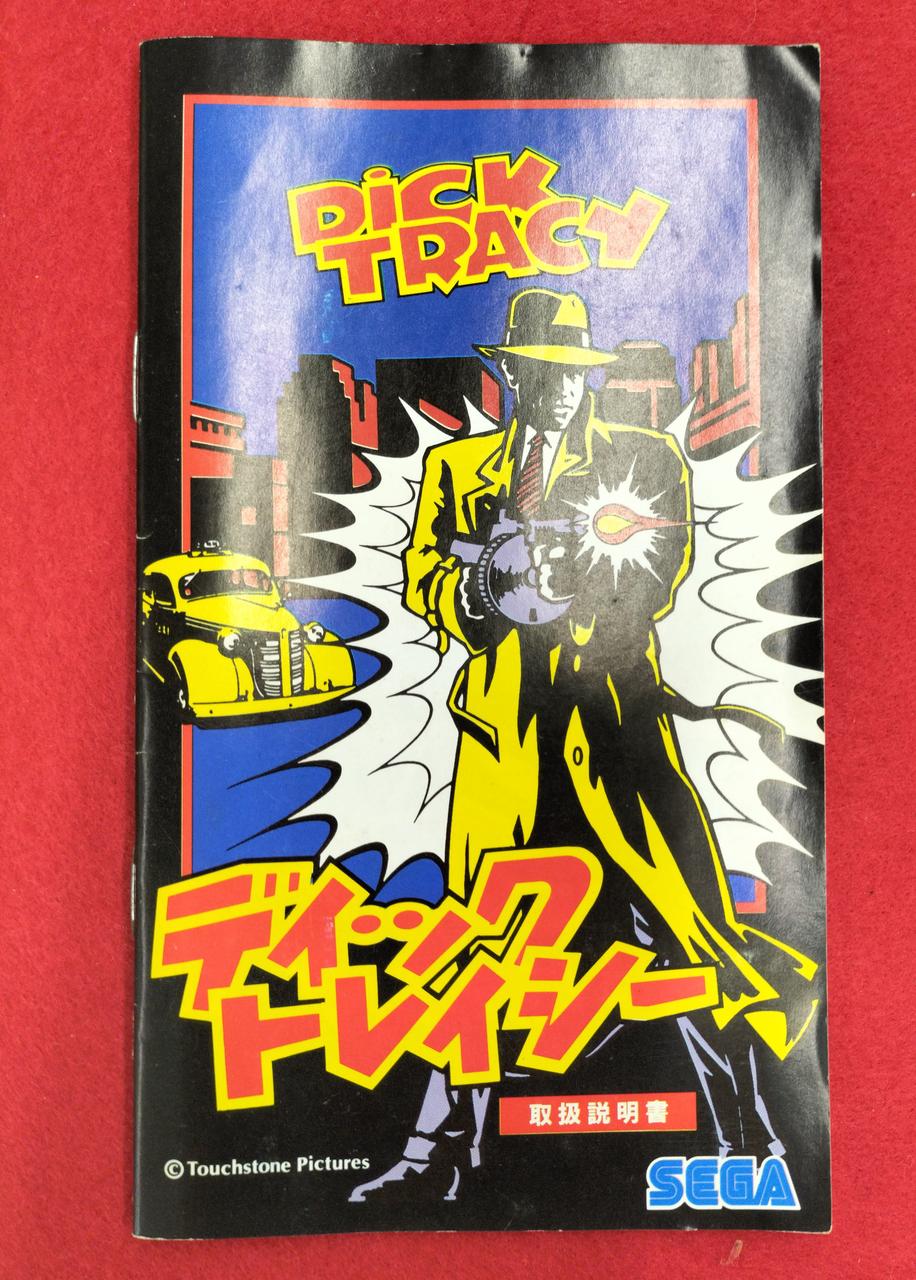 DiCK
TRACY
ディック
トレイシー
取扱説明書
© Touchstone Pictures
SEGA